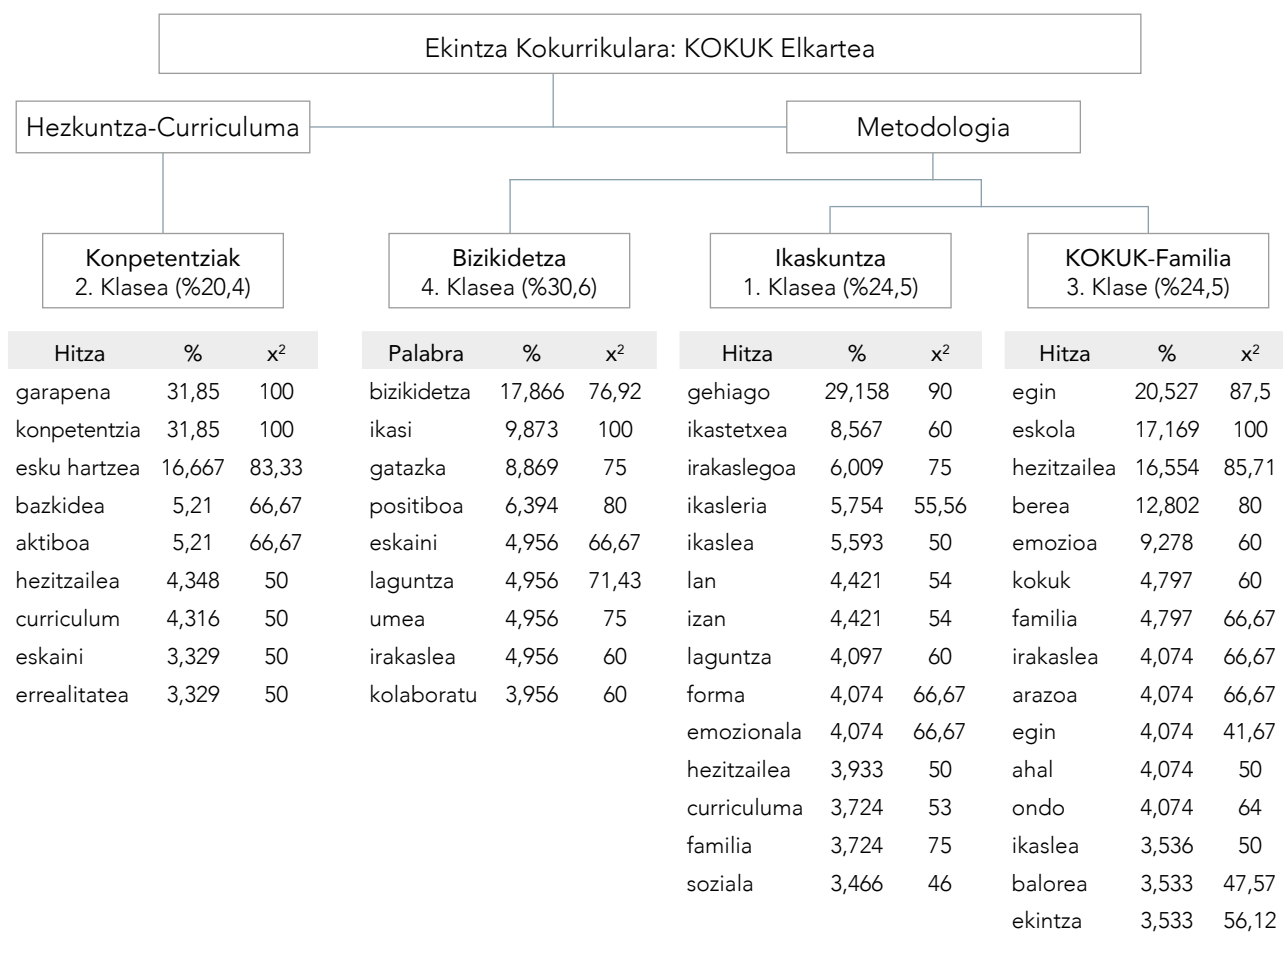 Ekintza Kokurrikulara: KOKUK Elkartea
Hezkuntza-Curriculuma
Metodologia
Konpetentziak
2. Klasea (%20,4)
Bizikidetza
4. Klasea (%30,6)
Ikaskuntza
1. Klasea (%24,5)
KOKUK-Familia
3. Klase (%24,5)
Hitza % x²
garapena 31,85 100
konpetentzia 31,85 100
esku hartzea 16,667 83,33
bazkidea 5,21 66,67
aktiboa 5,21 66,67
hezitzailea 4,348 50
curriculum 4,316 50
eskaini 3,329 50
errealitatea 3,329 50
Palabra % x²
bizikidetza 17,866 76,92
ikasi 9,873 100
gatazka 8,869 75
positiboa 6,394 80
eskaini 4,956 66,67
laguntza 4,956 71,43
umea 4,956 75
irakaslea 4,956 60
kolaboratu 3,956 60
Hitza % x²
gehiago 29,158 90
ikastetxea 8,567 60
irakaslegoa 6,009 75
ikasleria 5,754 55,56
ikaslea 5,593 50
lan 4,421 54
izan 4,421 54
laguntza 4,097 60
forma 4,074 66,67
emozionala 4,074 66,67
hezitzailea 3,933 50
curriculuma 3,724 53
familia 3,724 75
soziala 3,466 46
Hitza % x²
egin 20,527 87,5
eskola 17,169 100
hezitzailea 16,554 85,71
berea 12,802 80
emozioa 9,278 60
kokuk 4,797 60
familia 4,797 66,67
irakaslea 4,074 66,67
arazoa 4,074 66,67
egin 4,074 41,67
ahal 4,074 50
ondo 4,074 64
ikaslea 3,536 50
balorea 3,533 47,57
ekintza 3,533 56,12